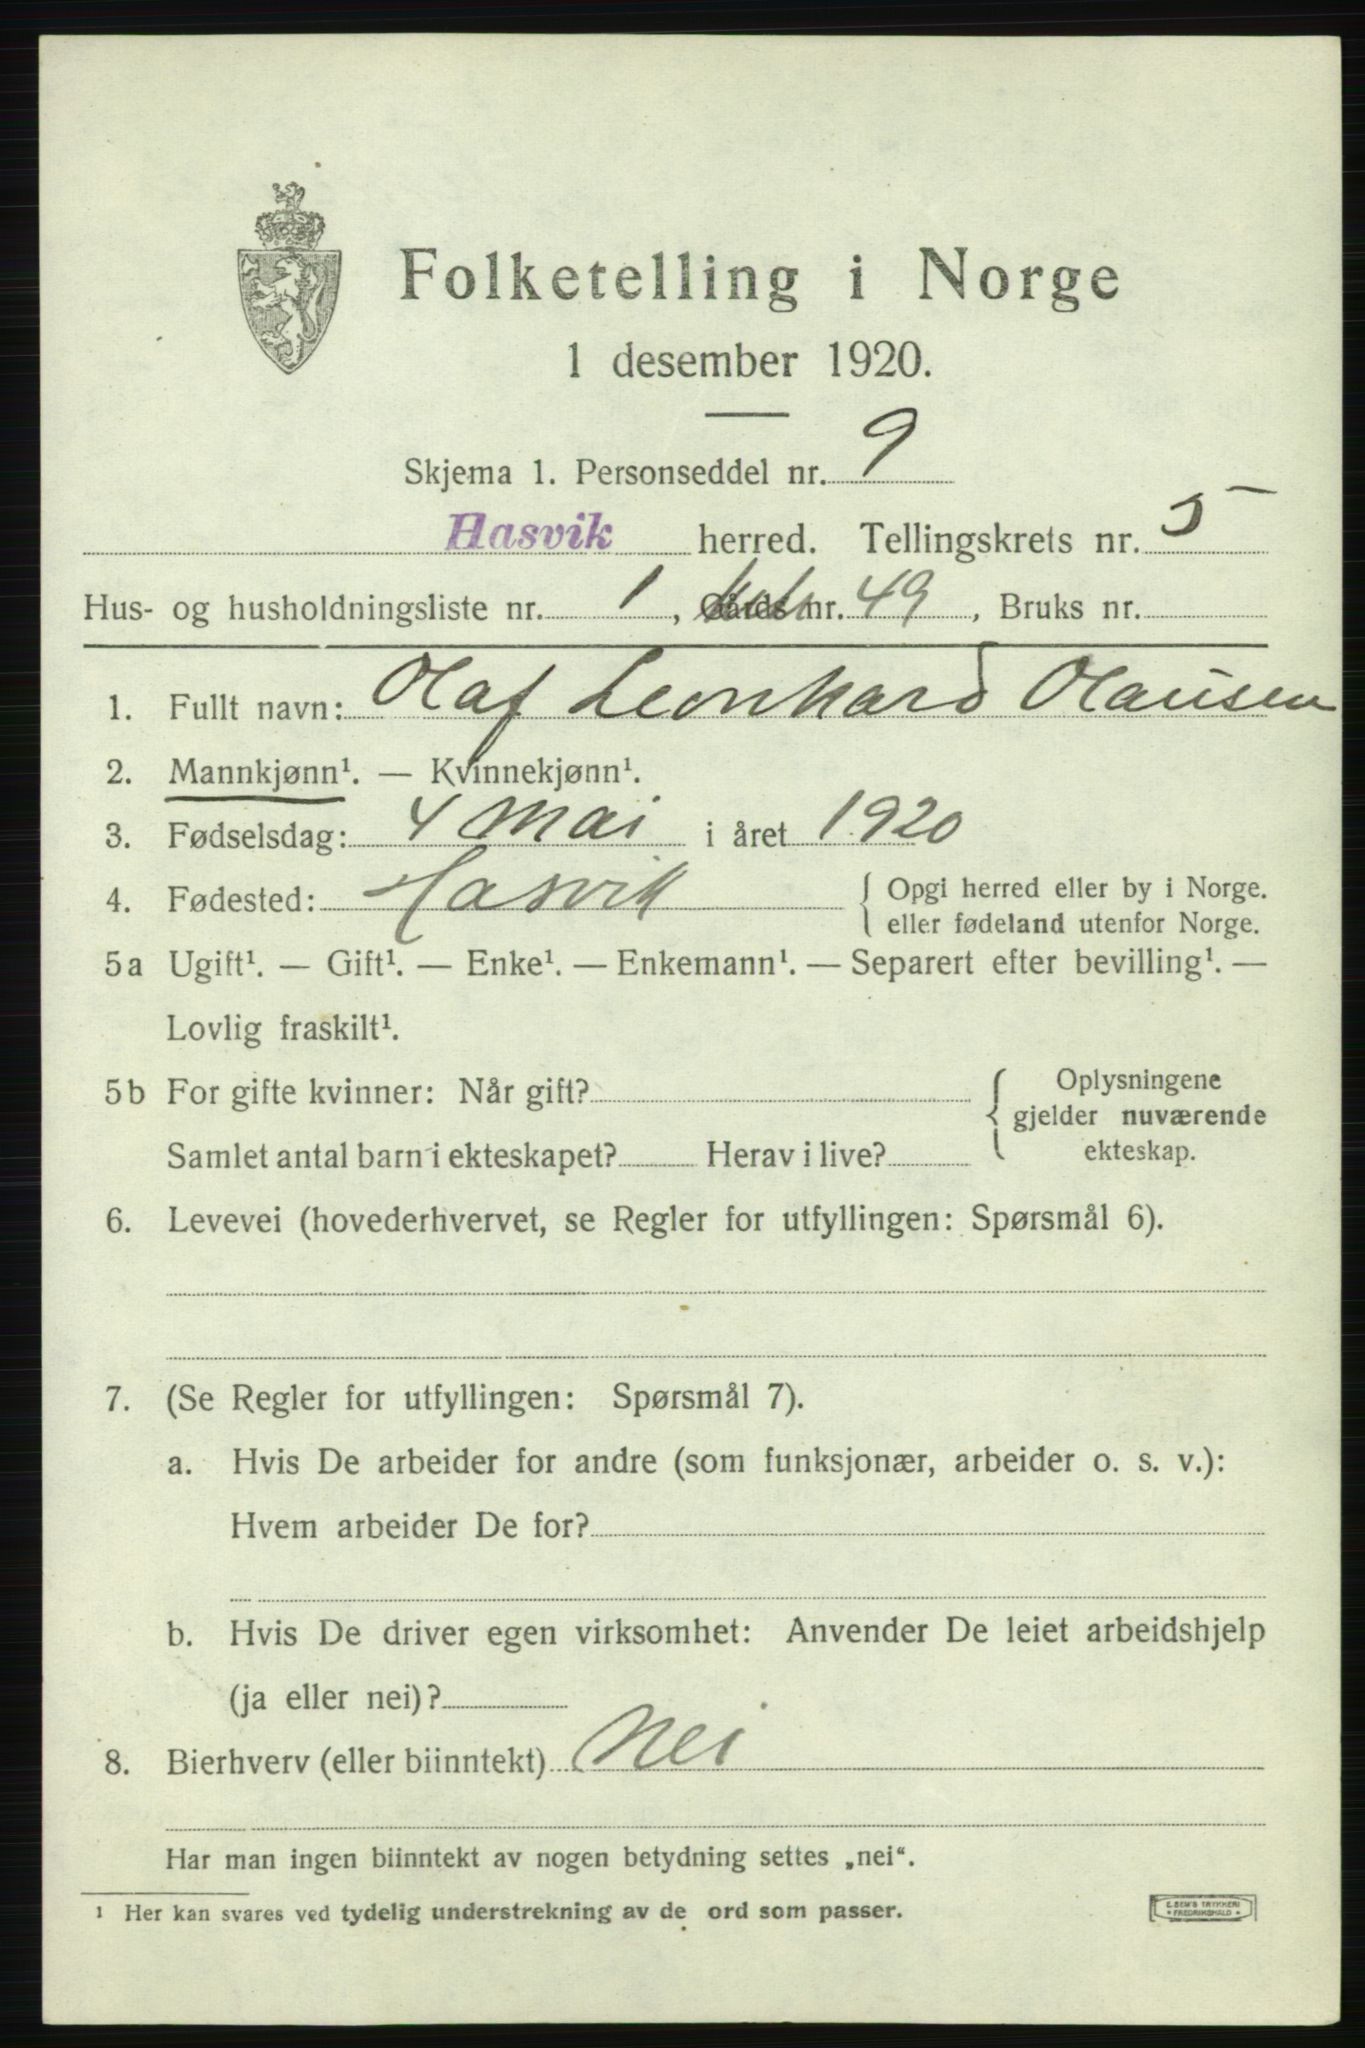 Folketelling i Norge
1 desember 1920.
Skjema 1. Personseddel nr. 9
Hasvik herred. Tellingskrets nr. 5
Hus- og husholdningsliste nr. 1, Gårds nr. 49, Bruks nr.
1. Fullt navn: Olaf Leonhard Olausen
2. Mannkjønn¹. — Kvinnekjønn¹.
3. Fødselsdag: 4 Mai i året 1920
4. Fødested: Hasvik { Opgi herred eller by i Norge.
eller fødeland utenfor Norge.
5a Ugift¹. — Gift¹. — Enke¹. — Enkemann¹. — Separert efter bevilling¹. —
Lovlig fraskilt¹.
5b For gifte kvinner: Når gift? { Oplysningene
gjelder nuværende
Samlet antal barn i ekteskapet? Herav i live? ekteskap.
6. Levevei (hovederhvervet, se Regler for utfyllingen: Spørsmål 6).
7. (Se Regler for utfyllingen: Spørsmål 7).
a. Hvis De arbeider for andre (som funksjonær, arbeider o. s. v.):
Hvem arbeider De for?
b. Hvis De driver egen virksomhet: Anvender De leiet arbeidshjelp
(ja eller nei)?
8. Bierhverv (eller biinntekt) Nei
Har man ingen biinntekt av nogen betydning settes „nei“.
¹ Her kan svares ved tydelig understrekning av de ord som passer.
E. SEM'S TRYKKERI
* FREDRIKSHALD *